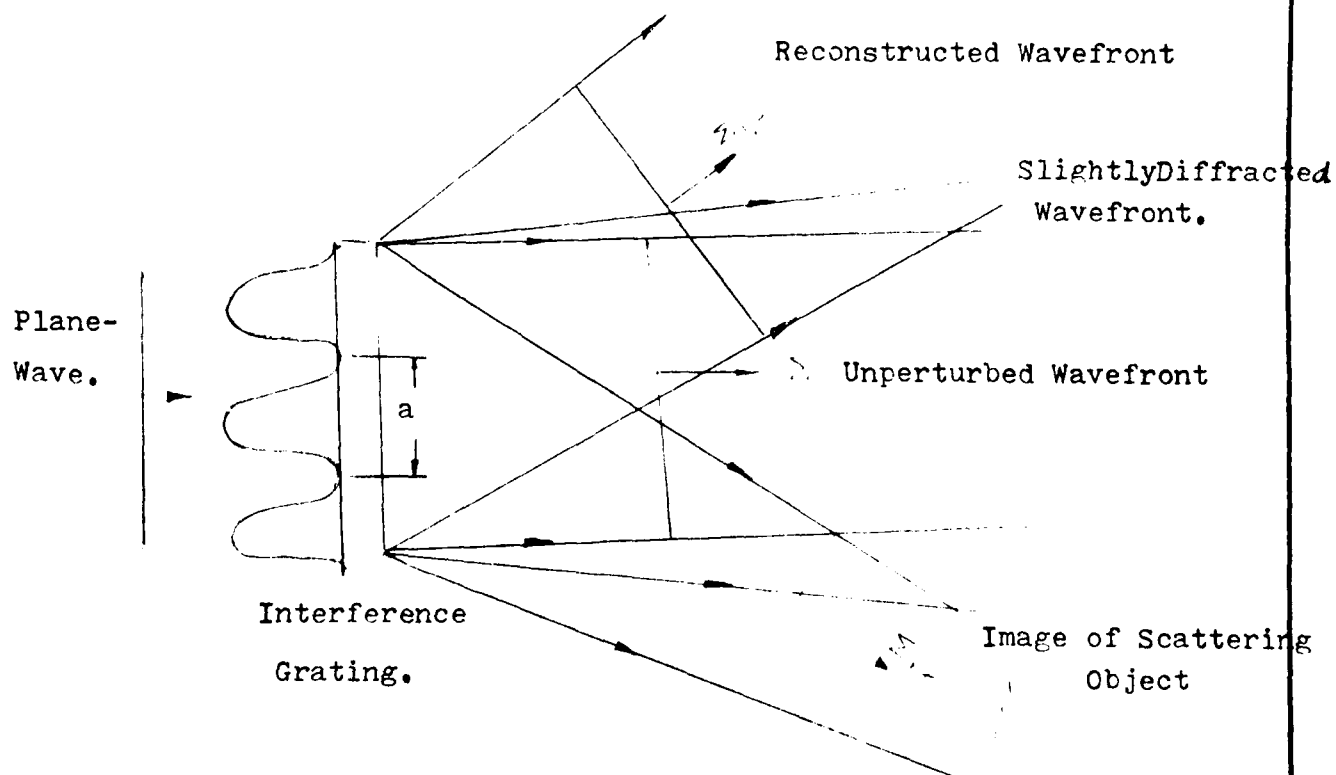 Reconstructed Wavefront
SlightlyDiffracted
Wavefront.
Plane-
Wave.
a
Unperturbed Wavefront
Interference
Grating.
Image of Scattering
Object